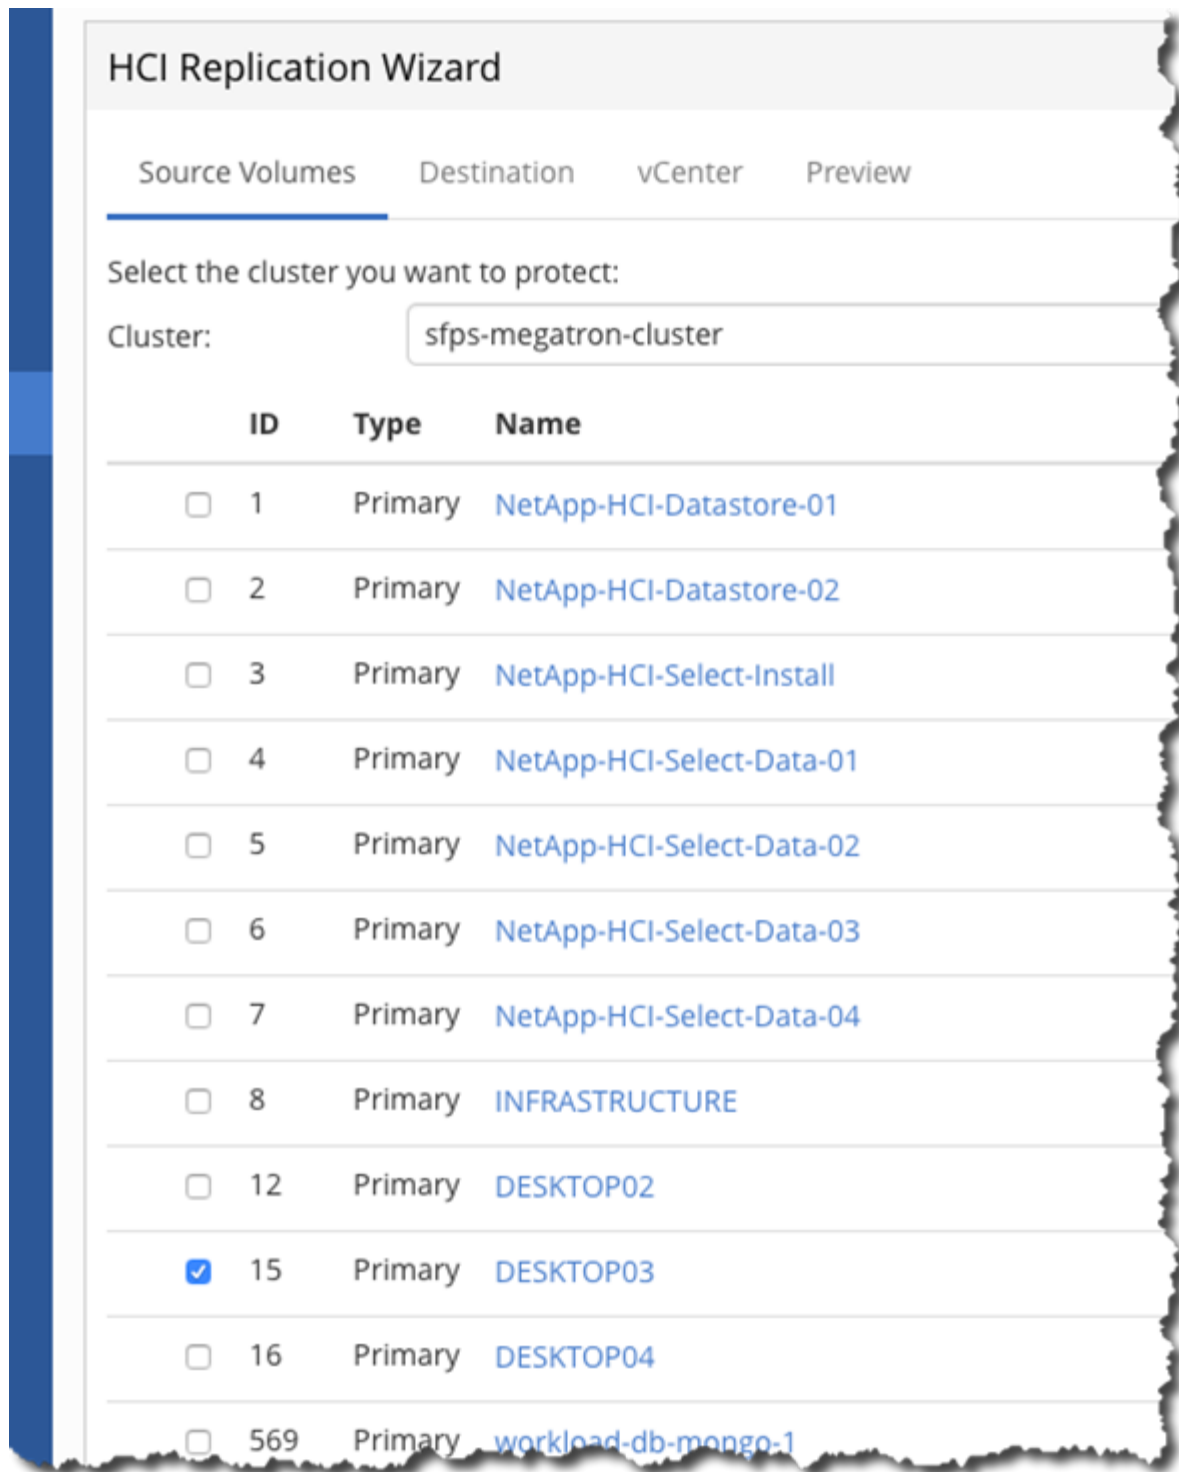 HCI Replication Wizard
Source Volumes Destination vCenter Preview
Select the cluster you want to protect:
Cluster: sfps-megatron-cluster
ID Type Name
1 Primary NetApp-HCI-Datastore-01
2 Primary NetApp-HCI-Datastore-02
3 Primary NetApp-HCI-Select-Install
4 Primary NetApp-HCI-Select-Data-01
5 Primary NetApp-HCI-Select-Data-02
6 Primary NetApp-HCI-Select-Data-03
7 Primary NetApp-HCI-Select-Data-04
8 Primary INFRASTRUCTURE
12 Primary DESKTOP02
15 Primary DESKTOP03
16 Primary DESKTOP04
569 Primary workload-db-mongo-1